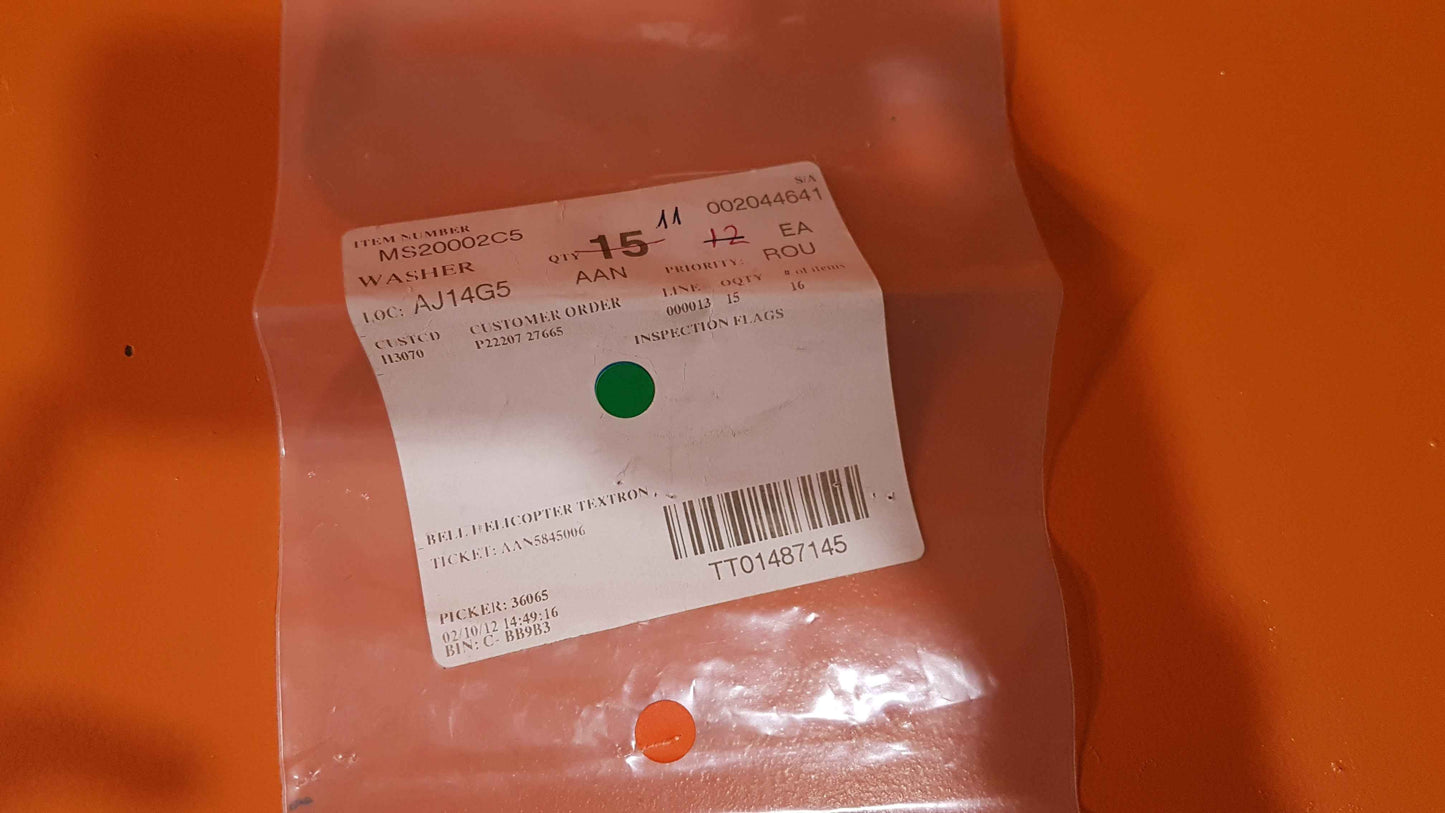 S/A
ITEM NUMBER 002044641
MS20002C5 QTY 15 11 12 EA
WASHER AAN PRIORITY: ROU
LOC: AJ14G5 LINE OQTY # of items
000013 15 16
CUSTCD CUSTOMER ORDER INSPECTION FLAGS
H3070 P22207 27665
BELL HELICOPTER TEXTRON
TICKET: AAN5845006
TT01487145
PICKER: 36065
02/10/12 14:49:16
BIN: C- BB9B3